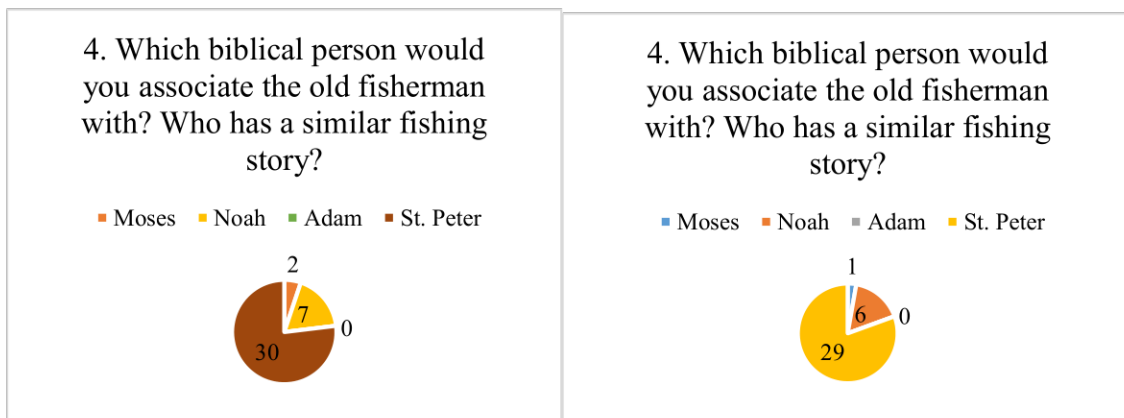 4. Which biblical person would
you associate the old fisherman
with? Who has a similar fishing
story?
Moses Noah Adam St. Peter
2
7
0
30
4. Which biblical person would
you associate the old fisherman
with? Who has a similar fishing
story?
Moses Noah Adam St. Peter
1
6
0
29